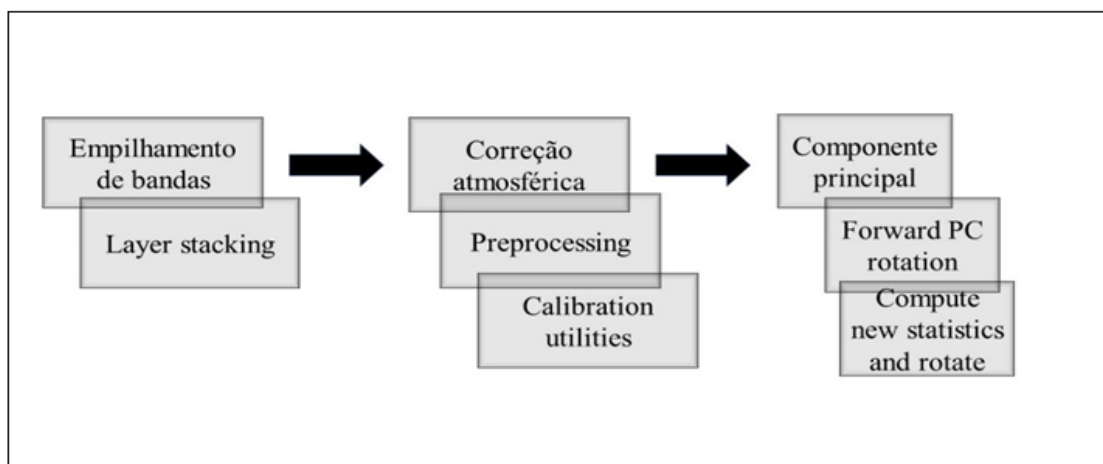 Empilhamento
de bandas
Layer stacking
Correção
atmosférica
Preprocessing
Calibration
utilities
Componente
principal
Forward PC
rotation
Compute
new statistics
and rotate